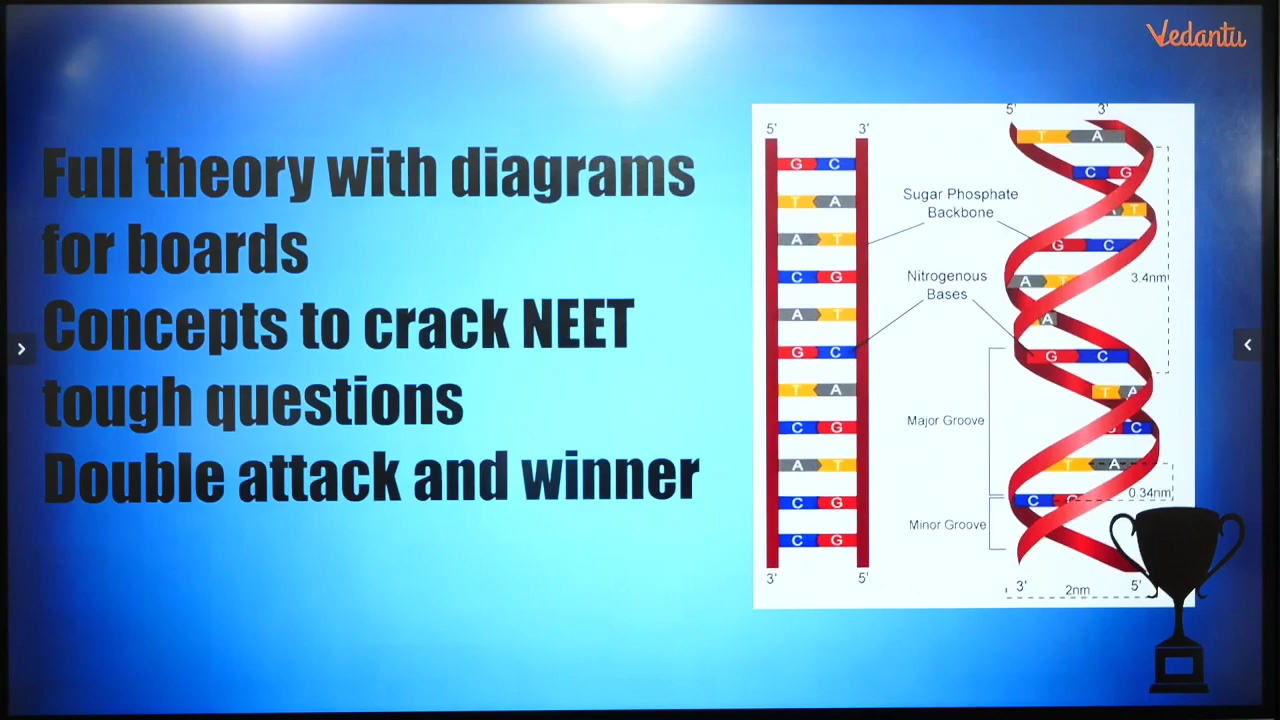 Vedantu
Full theory with diagrams
for boards
Concepts to crack NEET
tough questions
Double attack and winner
5' 3'
G C
T A
A T
C G
A T
G C
T A
C G
A T
C G
C G
3' 5'
Sugar Phosphate
Backbone
Nitrogenous
Bases
Major Groove
Minor Groove
5' 3'
T A
C G
A T
G C
A T
A
G C
T A
G C
T A
C G
3.4nm
0.34nm
3' 5'
2nm